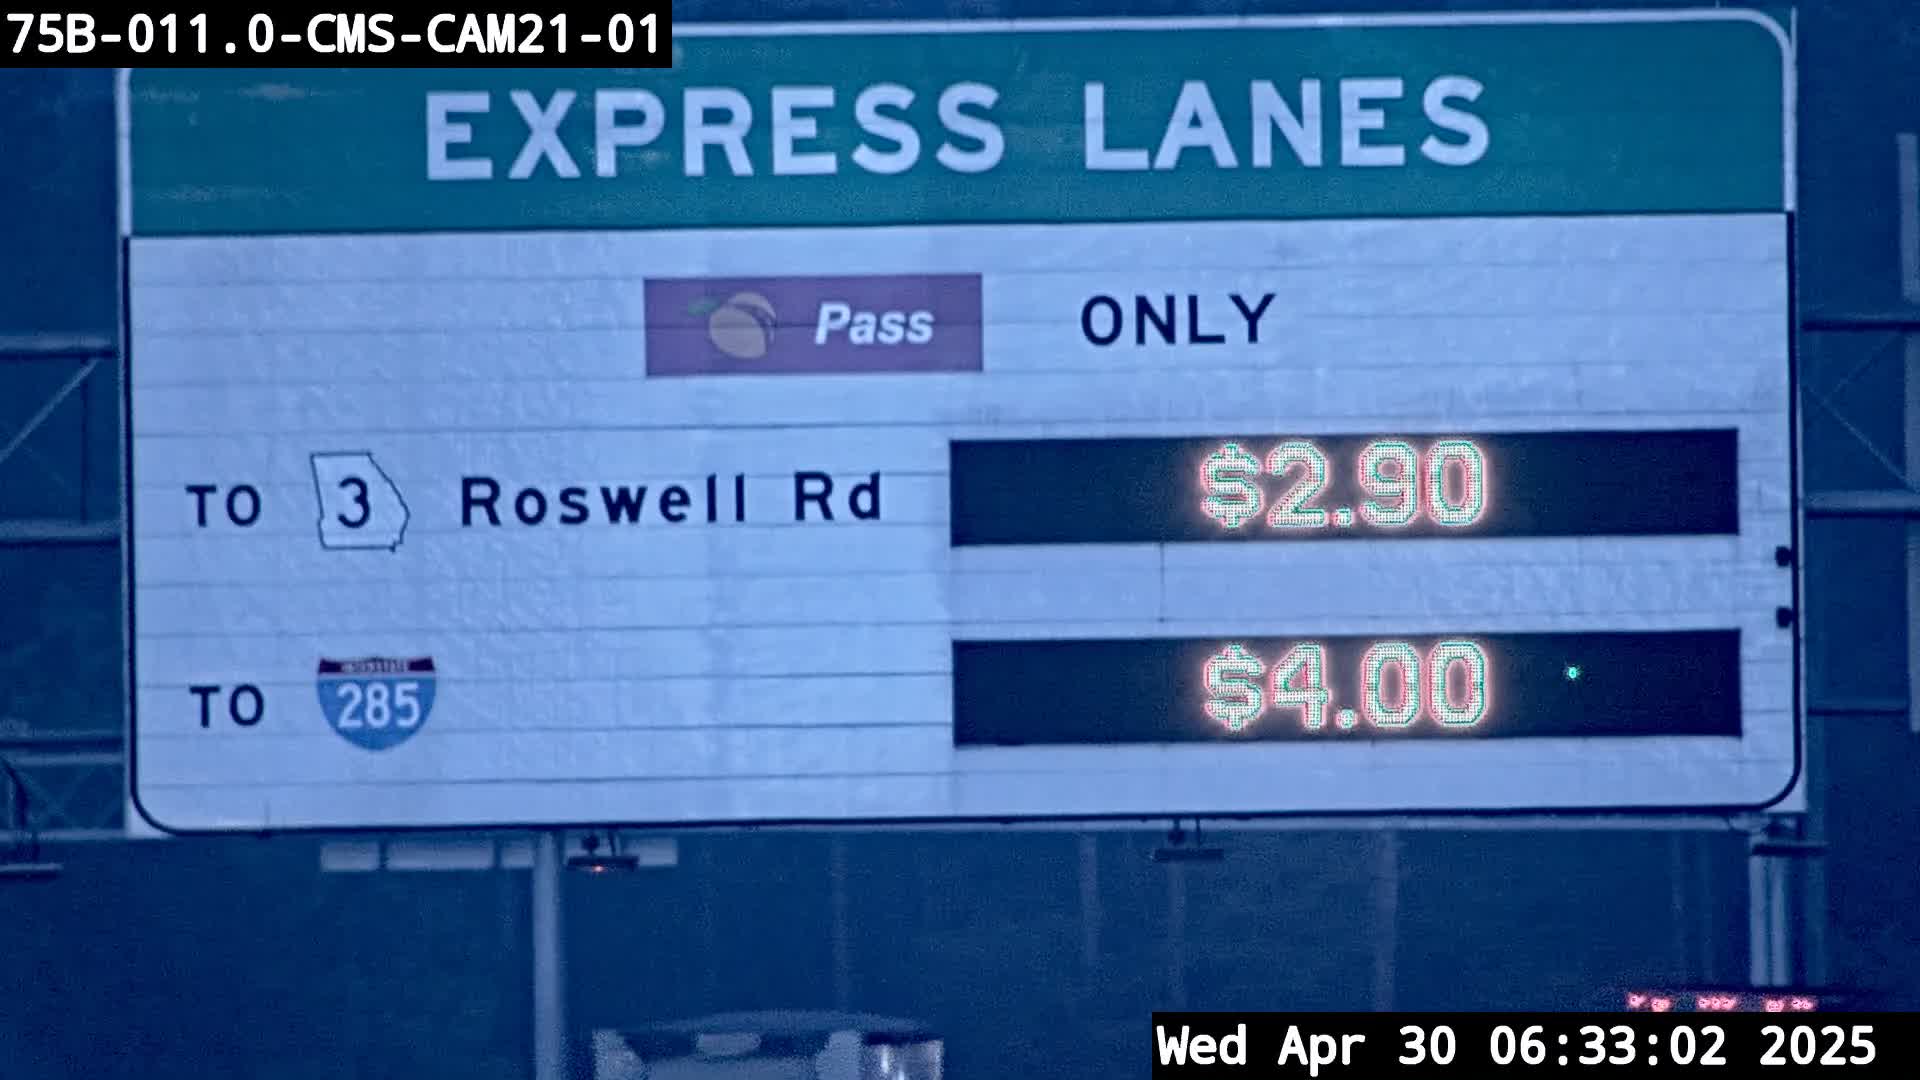 75B-011.0-CMS-CAM21-01
EXPRESS LANES
Pass ONLY
TO 3 Roswell Rd $2.90
TO INTERSTATE 285 $4.00
Wed Apr 30 06:33:02 2025